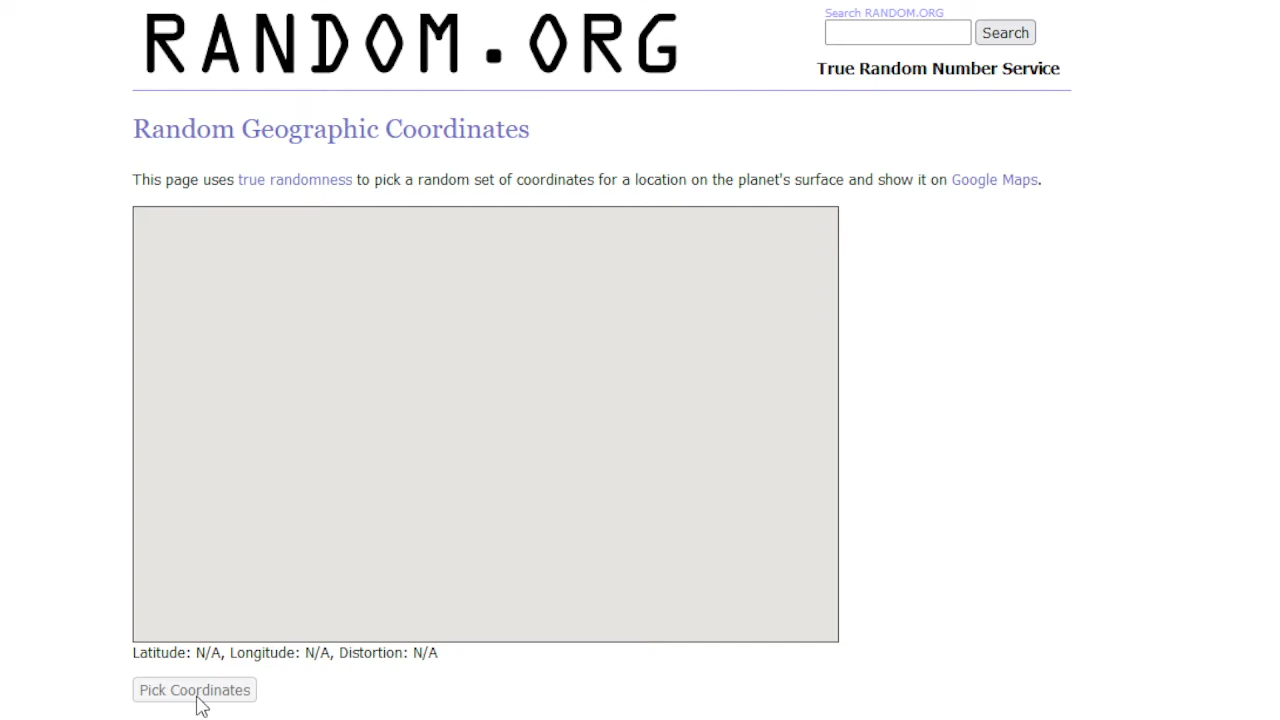 RANDOM.ORG
Search RANDOM.ORG
Search
True Random Number Service
Random Geographic Coordinates
This page uses true randomness to pick a random set of coordinates for a location on the planet's surface and show it on Google Maps.
Latitude: N/A, Longitude: N/A, Distortion: N/A
Pick Coordinates